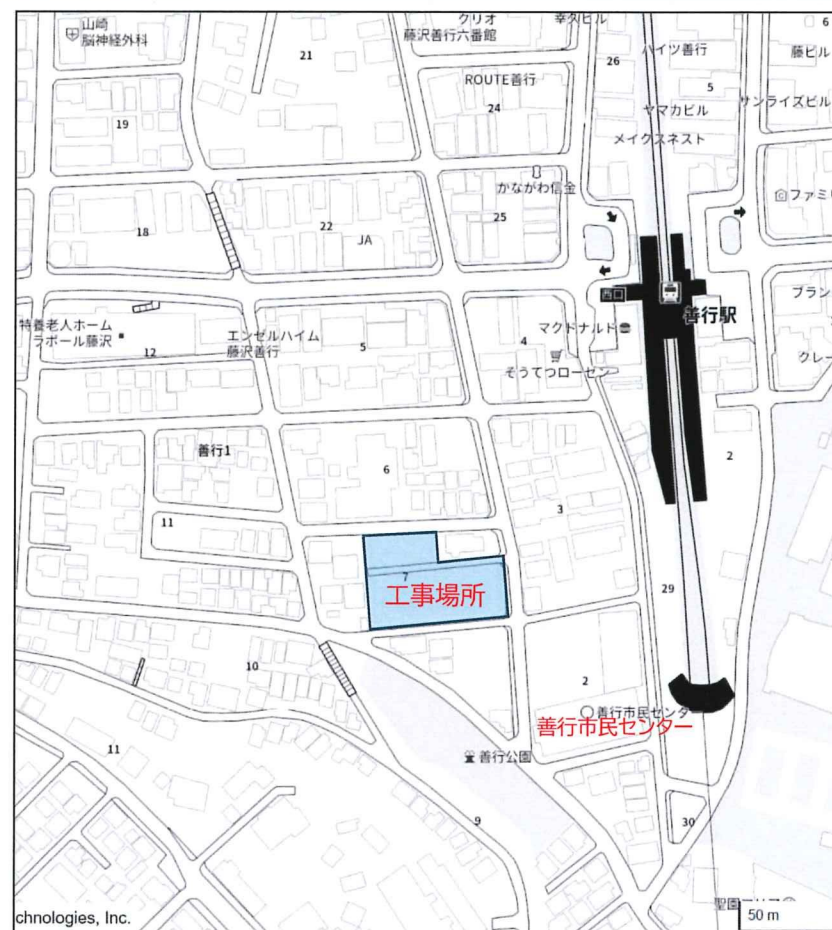 山崎
脳神経外科
21
クリオ
藤沢善行六番館
幸久ビル
26
ハイツ善行
6
藤ビル
ROUTE善行
24
5
19
ヤマカビル
サンライズビル
メイクスネスト
かながわ信金
ファミリ
18
22
25
JA
西口
善行駅
ブラン
特養老人ホーム
ラポール藤沢
12
エンゼルハイム
藤沢善行
5
4
マクドナルド
そうてつローゼン
クレー
善行1
6
2
11
3
7
工事場所
29
10
2
善行市民センター
善行市民センター
11
善行公園
9
30
chnologies, Inc.
50 m